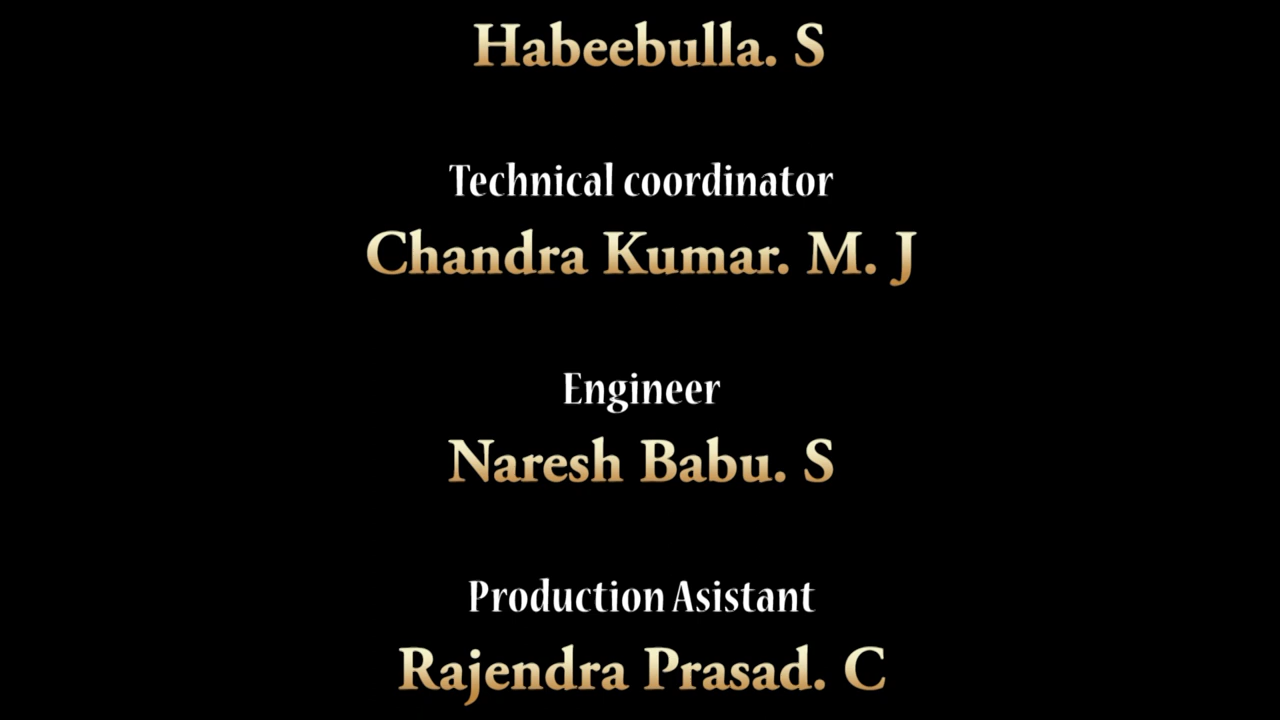 Habeebulla. S
Technical coordinator
Chandra Kumar. M. J
Engineer
Naresh Babu. S
Production Asistant
Rajendra Prasad. C